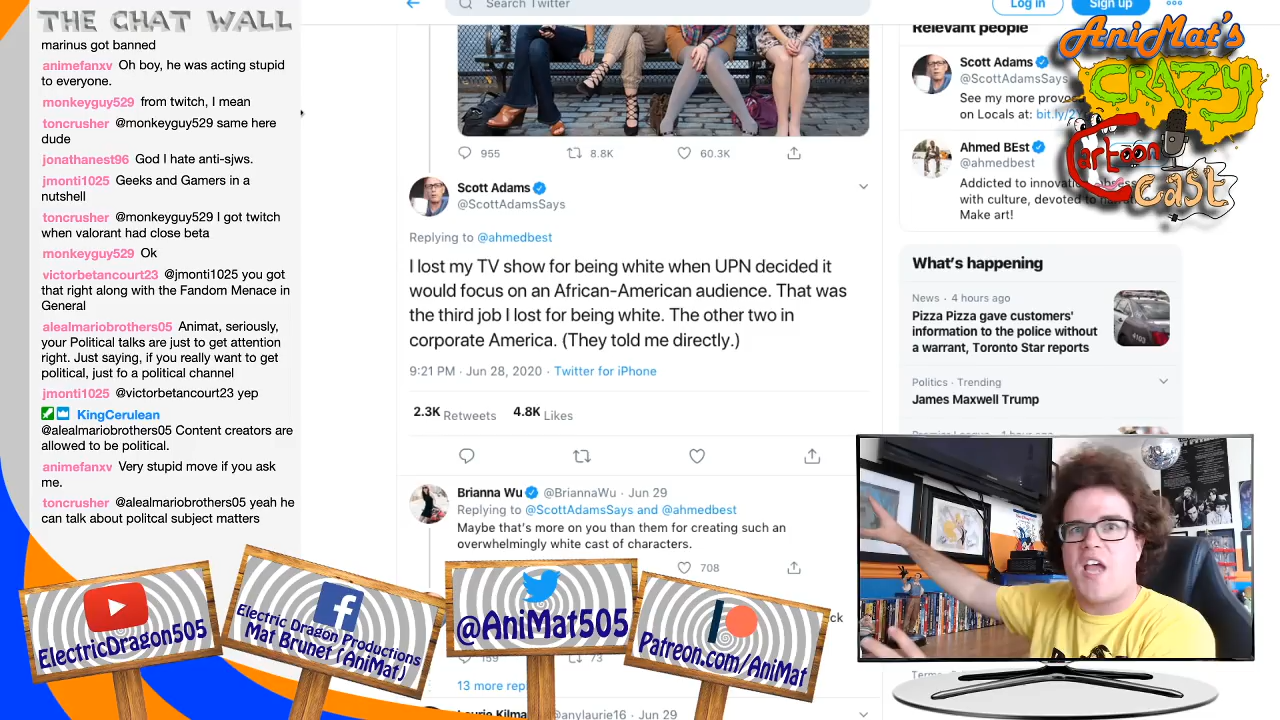 THE CHAT WALL
marinus got banned
animefanxv Oh boy, he was acting stupid
to everyone.
monkeyguy529 from twitch, I mean
toncrusher @monkeyguy529 same here
dude
jonathanest96 God I hate anti-sjws.
jmonti1025 Geeks and Gamers in a
nutshell
toncrusher @monkeyguy529 I got twitch
when valorant had close beta
monkeyguy529 Ok
victorbetancourt23 @jmonti1025 you got
that right along with the Fandom Menace in
General
alealmariobrothers05 Animat, seriously,
your Political talks are just to get attention
right. Just saying, if you really want to get
political, just fo a political channel
jmonti1025 @victorbetancourt23 yep
KingCerulean
@alealmariobrothers05 Content creators are
allowed to be political.
animefanxv Very stupid move if you ask
me.
toncrusher @alealmariobrothers05 yeah he
can talk about politcal subject matters
Search Twitter
Log in
Sign up
955
8.8K
60.3K
Scott Adams
@ScottAdamsSays
Replying to @ahmedbest
I lost my TV show for being white when UPN decided it
would focus on an African-American audience. That was
the third job I lost for being white. The other two in
corporate America. (They told me directly.)
9:21 PM · Jun 28, 2020 · Twitter for iPhone
2.3K Retweets 4.8K Likes
Brianna Wu @BriannaWu · Jun 29
Replying to @ScottAdamsSays and @ahmedbest
Maybe that's more on you than them for creating such an
overwhelmingly white cast of characters.
708
159
73
13 more
@anylaurie16 · Jun 29
Relevant people
Scott Adams
@ScottAdamsSays
See my more
on Locals at: bit.ly/2
Ahmed BEst
@ahmedbest
Addicted to
with culture, devoted to
Make art!
AniMat's
CRAZY
Cartoon
Cast
What's happening
News · 4 hours ago
Pizza Pizza gave customers'
information to the police without
a warrant, Toronto Star reports
Politics · Trending
James Maxwell Trump
ElectricDragon505
Electric Dragon Productions
Mat Brunet (AniMat)
@AniMat505
Patreon.com/AniMat